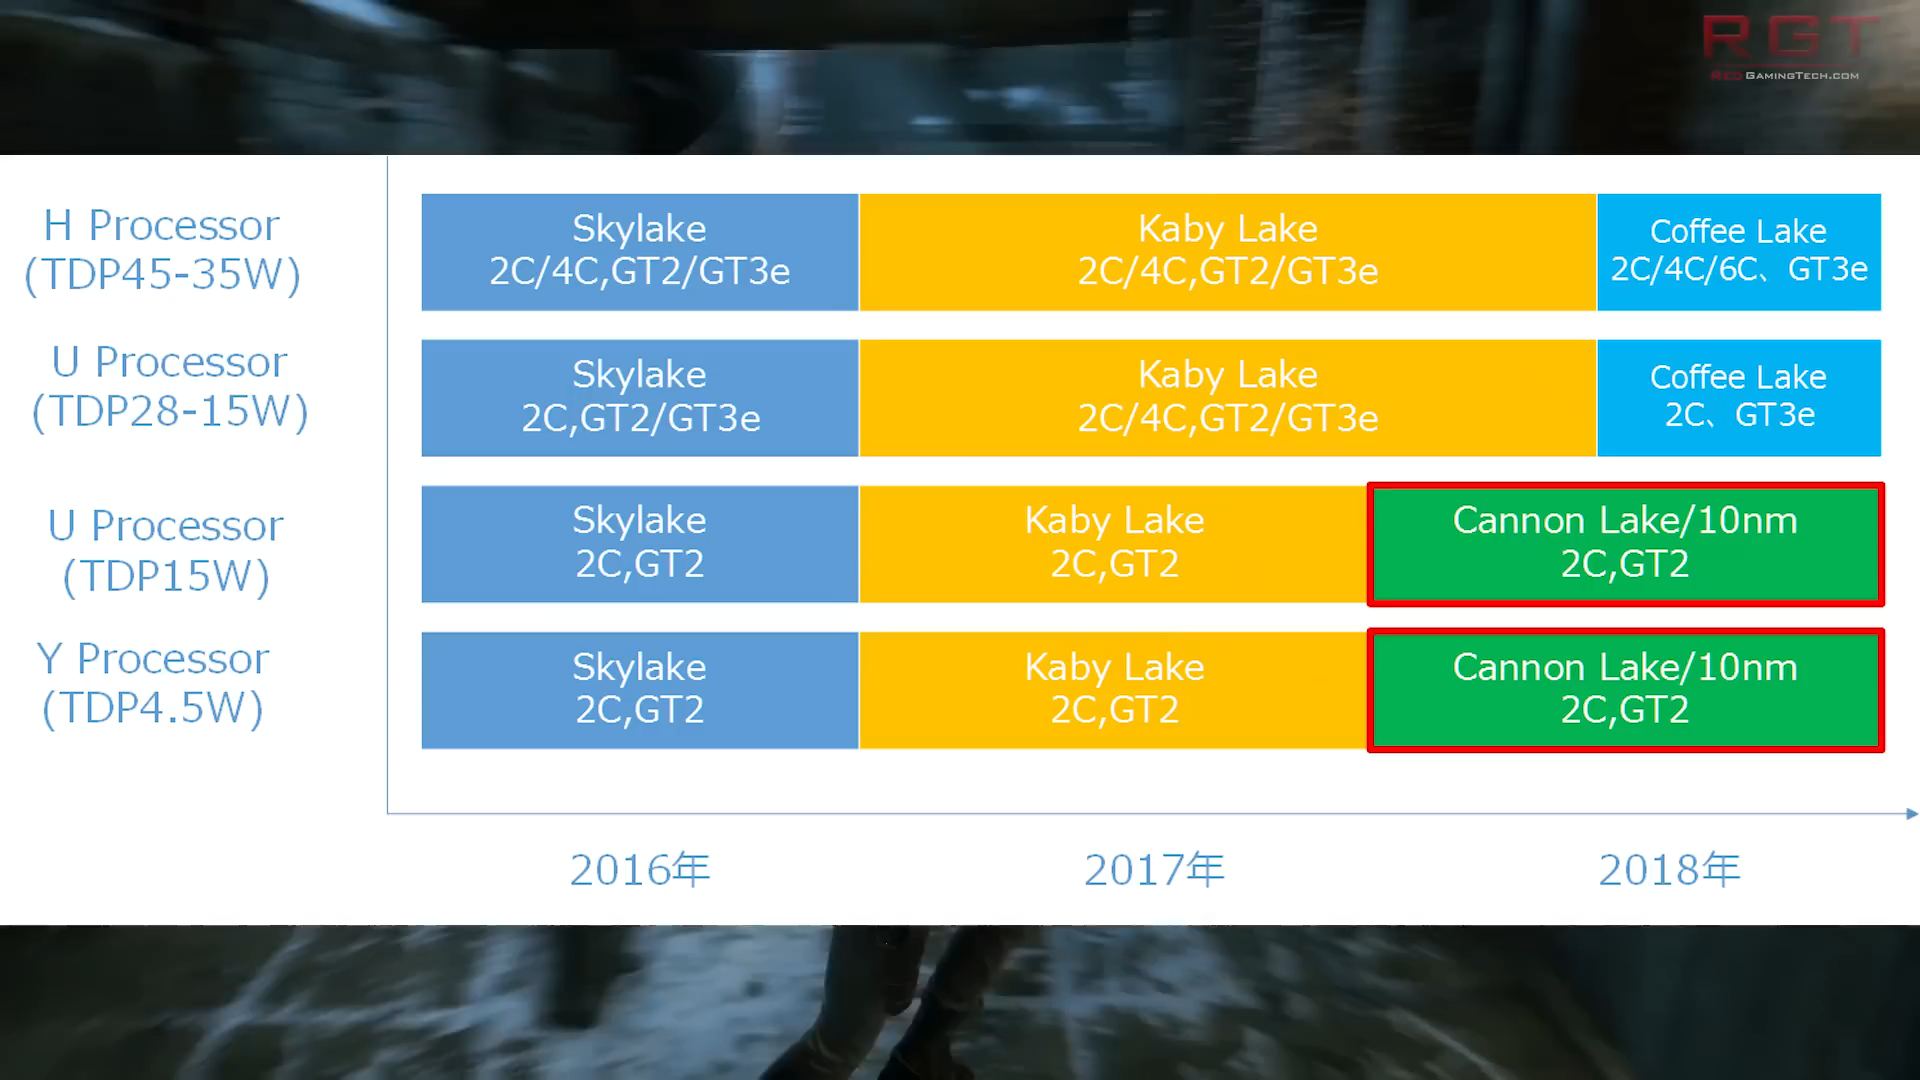 RGT
REDGAMINGTECH.COM
H Processor
(TDP45-35W)
Skylake
2C/4C,GT2/GT3e
Kaby Lake
2C/4C,GT2/GT3e
Coffee Lake
2C/4C/6C、GT3e
U Processor
(TDP28-15W)
Skylake
2C,GT2/GT3e
Kaby Lake
2C/4C,GT2/GT3e
Coffee Lake
2C、GT3e
U Processor
(TDP15W)
Skylake
2C,GT2
Kaby Lake
2C,GT2
Cannon Lake/10nm
2C,GT2
Y Processor
(TDP4.5W)
Skylake
2C,GT2
Kaby Lake
2C,GT2
Cannon Lake/10nm
2C,GT2
2016年
2017年
2018年